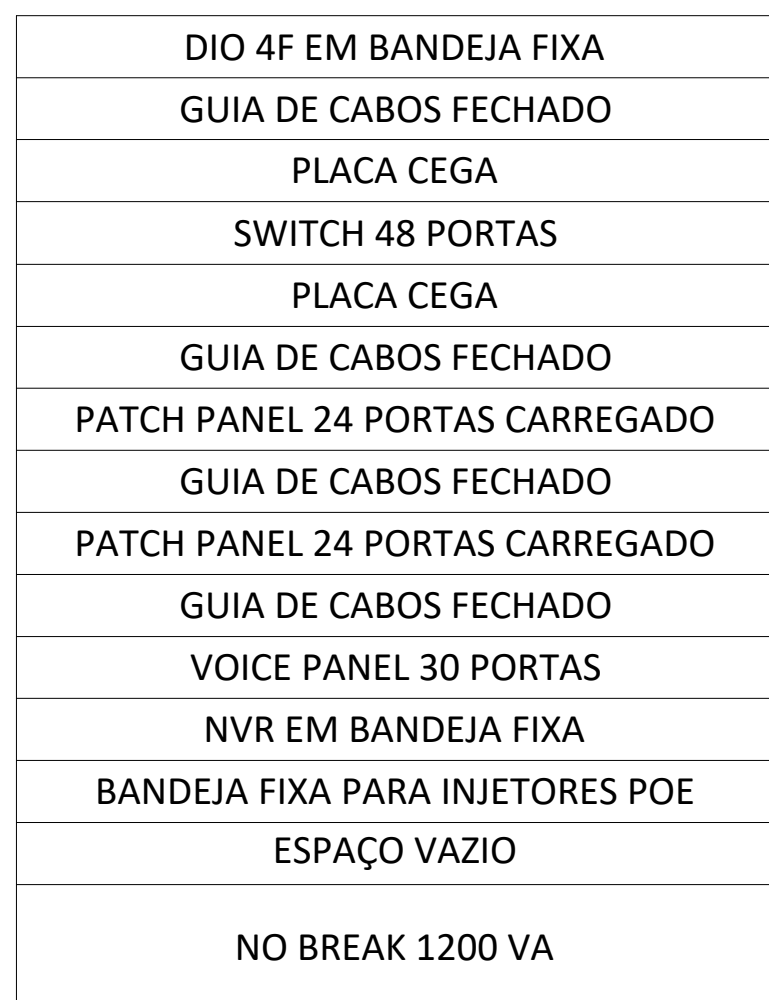 DIO 4F EM BANDEJA FIXA
GUIA DE CABOS FECHADO
PLACA CEGA
SWITCH 48 PORTAS
PLACA CEGA
GUIA DE CABOS FECHADO
PATCH PANEL 24 PORTAS CARREGADO
GUIA DE CABOS FECHADO
PATCH PANEL 24 PORTAS CARREGADO
GUIA DE CABOS FECHADO
VOICE PANEL 30 PORTAS
NVR EM BANDEJA FIXA
BANDEJA FIXA PARA INJETORES POE
ESPAÇO VAZIO
NO BREAK 1200 VA